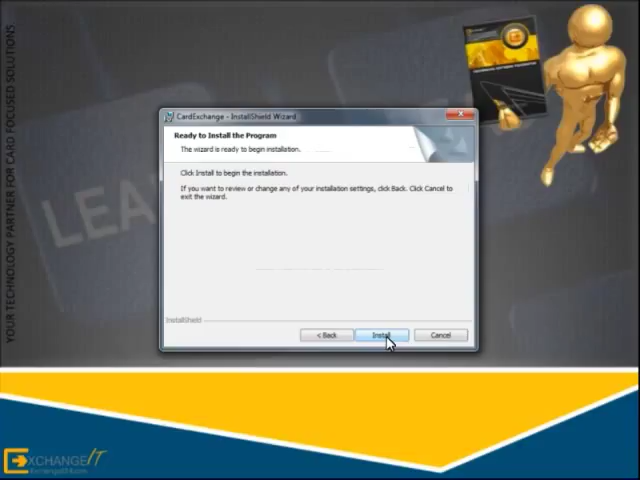 YOUR TECHNOLOGY PARTNER FOR CARD FOCUSED SOLUTIONS
CardExchange - InstallShield Wizard
Ready to Install the Program
The wizard is ready to begin installation.
Click Install to begin the installation.
If you want to review or change any of your installation settings, click Back. Click Cancel to
exit the wizard.
InstallShield
< Back
Install
Cancel
EXCHANGEIT